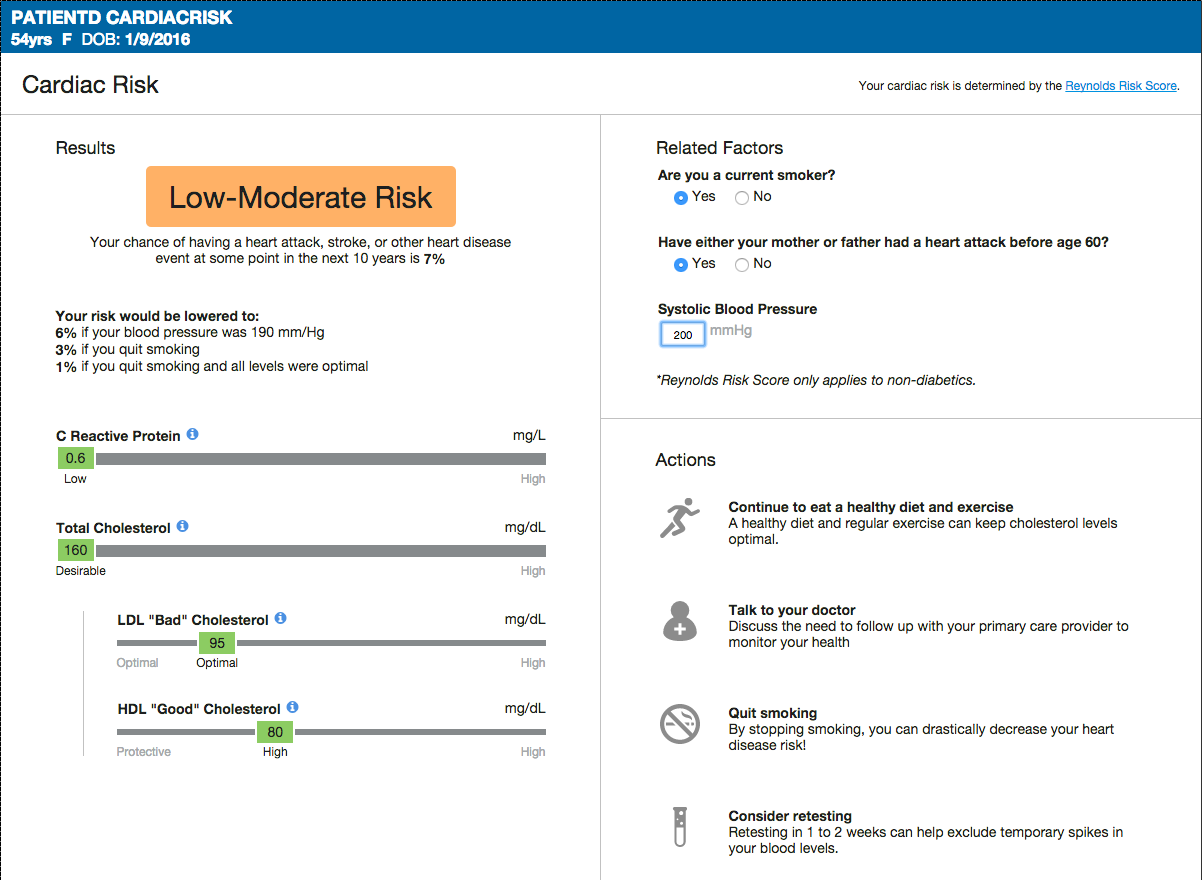 PATIENTD CARDIACRISK
54yrs F DOB: 1/9/2016
Cardiac Risk
Your cardiac risk is determined by the Reynolds Risk Score.
Results
Low-Moderate Risk
Your chance of having a heart attack, stroke, or other heart disease
event at some point in the next 10 years is 7%
Your risk would be lowered to:
6% if your blood pressure was 190 mm/Hg
3% if you quit smoking
1% if you quit smoking and all levels were optimal
C Reactive Protein mg/L
0.6
Low High
Total Cholesterol mg/dL
160
Desirable High
LDL "Bad" Cholesterol mg/dL
95
Optimal Optimal High
HDL "Good" Cholesterol mg/dL
80
Protective High High
Related Factors
Are you a current smoker?
Yes No
Have either your mother or father had a heart attack before age 60?
Yes No
Systolic Blood Pressure
200 mmHg
*Reynolds Risk Score only applies to non-diabetics.
Actions
Continue to eat a healthy diet and exercise
A healthy diet and regular exercise can keep cholesterol levels
optimal.
Talk to your doctor
Discuss the need to follow up with your primary care provider to
monitor your health
Quit smoking
By stopping smoking, you can drastically decrease your heart
disease risk!
Consider retesting
Retesting in 1 to 2 weeks can help exclude temporary spikes in
your blood levels.